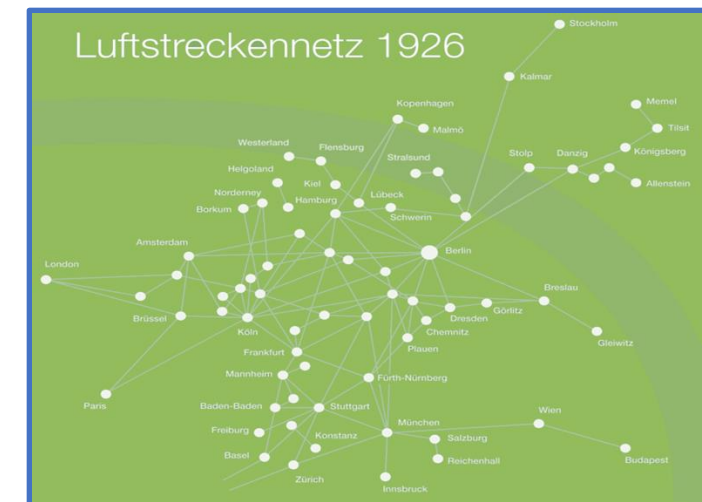 Luftstreckennetz 1926
Stockholm
Kalmar
Kopenhagen
Memel
Malmö
Tilsit
Westerland
Flensburg
Stralsund
Stolp
Danzig
Königsberg
Helgoland
Kiel
Allenstein
Norderney
Hamburg
Lübeck
Borkum
Schwerin
Amsterdam
Berlin
London
Breslau
Brüssel
Köln
Dresden
Görlitz
Chemnitz
Gleiwitz
Frankfurt
Plauen
Mannheim
Fürth-Nürnberg
Paris
Baden-Baden
Stuttgart
Wien
München
Freiburg
Konstanz
Salzburg
Basel
Reichenhall
Budapest
Zürich
Innsbruck